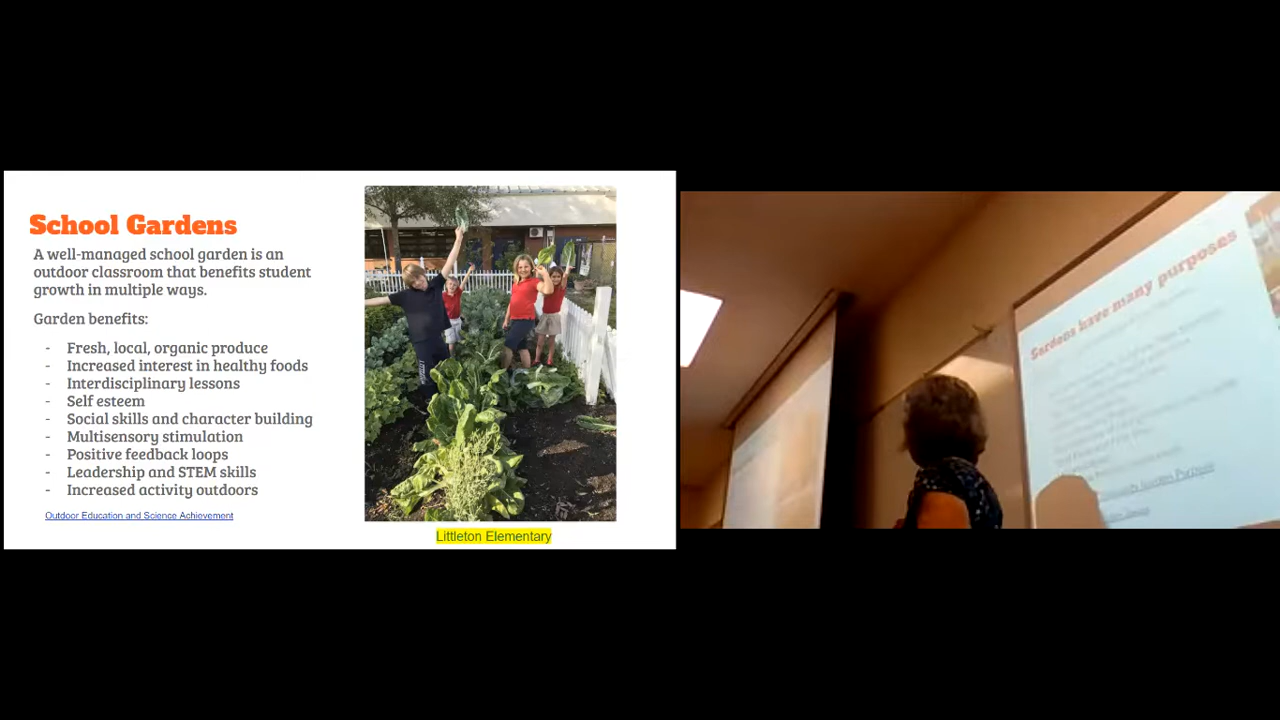 School Gardens
A well-managed school garden is an
outdoor classroom that benefits student
growth in multiple ways.
Garden benefits:
- Fresh, local, organic produce
- Increased interest in healthy foods
- Interdisciplinary lessons
- Self esteem
- Social skills and character building
- Multisensory stimulation
- Positive feedback loops
- Leadership and STEM skills
- Increased activity outdoors
Outdoor Education and Science Achievement
Littleton Elementary
Gardens have many purposes